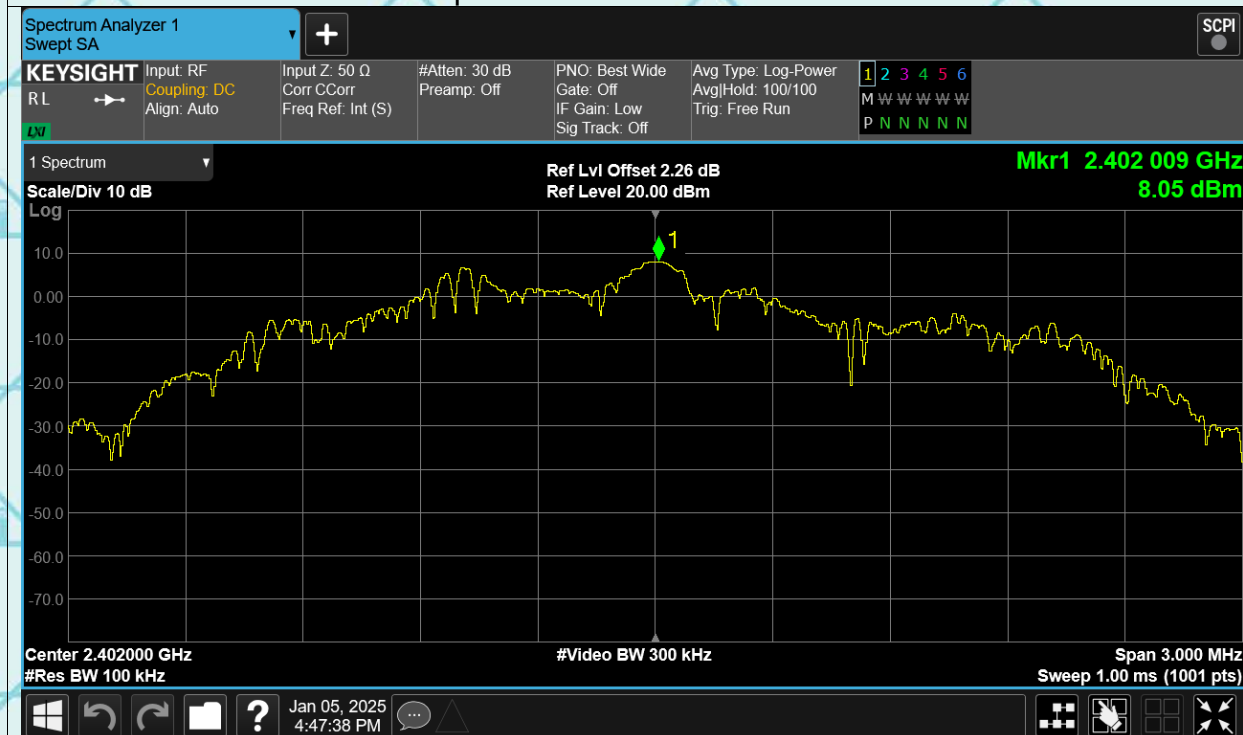 Spectrum Analyzer 1
Swept SA
SCPI
KEYSIGHT
R L
LXI
Input: RF
Coupling: DC
Align: Auto
Input Z: 50 Ω
Corr CCorr
Freq Ref: Int (S)
#Atten: 30 dB
Preamp: Off
PNO: Best Wide
Gate: Off
IF Gain: Low
Sig Track: Off
Avg Type: Log-Power
Avg|Hold: 100/100
Trig: Free Run
1 2 3 4 5 6
M W W W W W W
P N N N N N N
1 Spectrum
Scale/Div 10 dB
Ref Lvl Offset 2.26 dB
Ref Level 20.00 dBm
Mkr1 2.402 009 GHz
8.05 dBm
Log
1
10.0
0.00
-10.0
-20.0
-30.0
-40.0
-50.0
-60.0
-70.0
Center 2.402000 GHz
#Video BW 300 kHz
Span 3.000 MHz
#Res BW 100 kHz
Sweep 1.00 ms (1001 pts)
?
Jan 05, 2025
4:47:38 PM